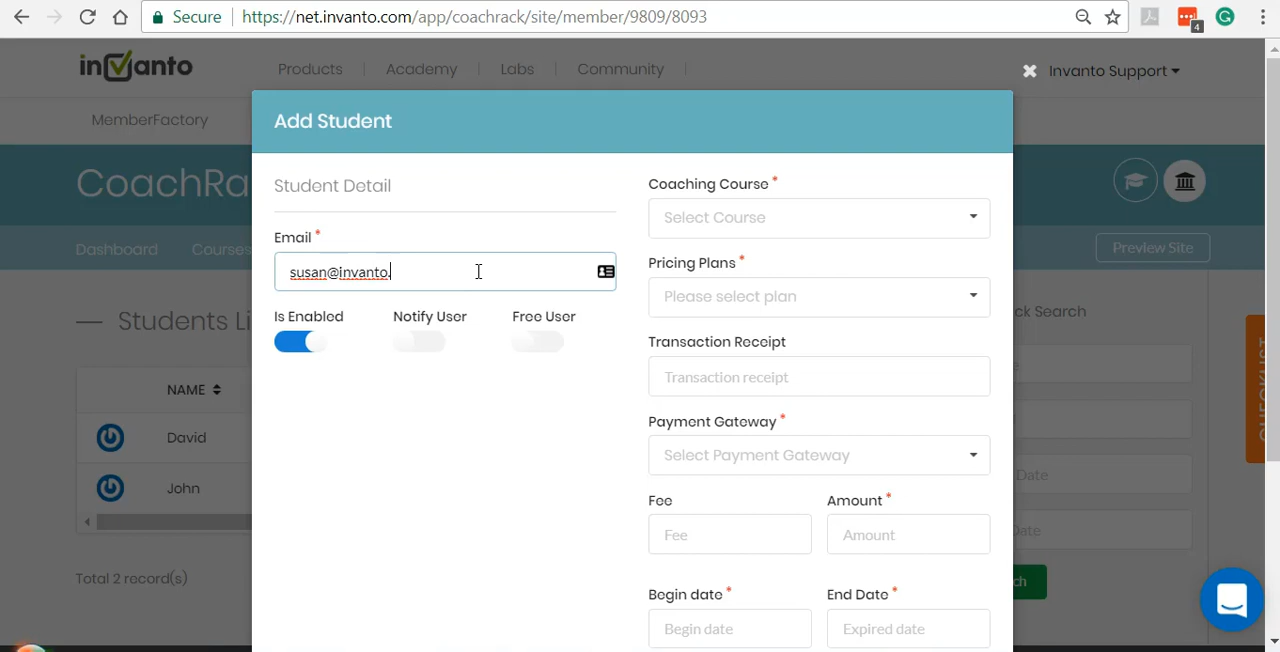 Secure
https://net.invanto.com/app/coachrack/site/member/9809/8093
4
G
inVanto
Products
Academy
Labs
Community
Invanto Support
MemberFactory
Add Student
CoachRa
Student Detail
Coaching Course *
Select Course
Dashboard
Courses
Preview Site
Email *
susan@invanto.
Pricing Plans *
Please select plan
Is Enabled
Notify User
Free User
Students Li
ck Search
Transaction Receipt
Transaction receipt
NAME
Payment Gateway *
Select Payment Gateway
David
John
Date
Fee
Amount *
Fee
Amount
Date
Total 2 record(s)
ch
Begin date *
End Date *
Begin date
Expired date